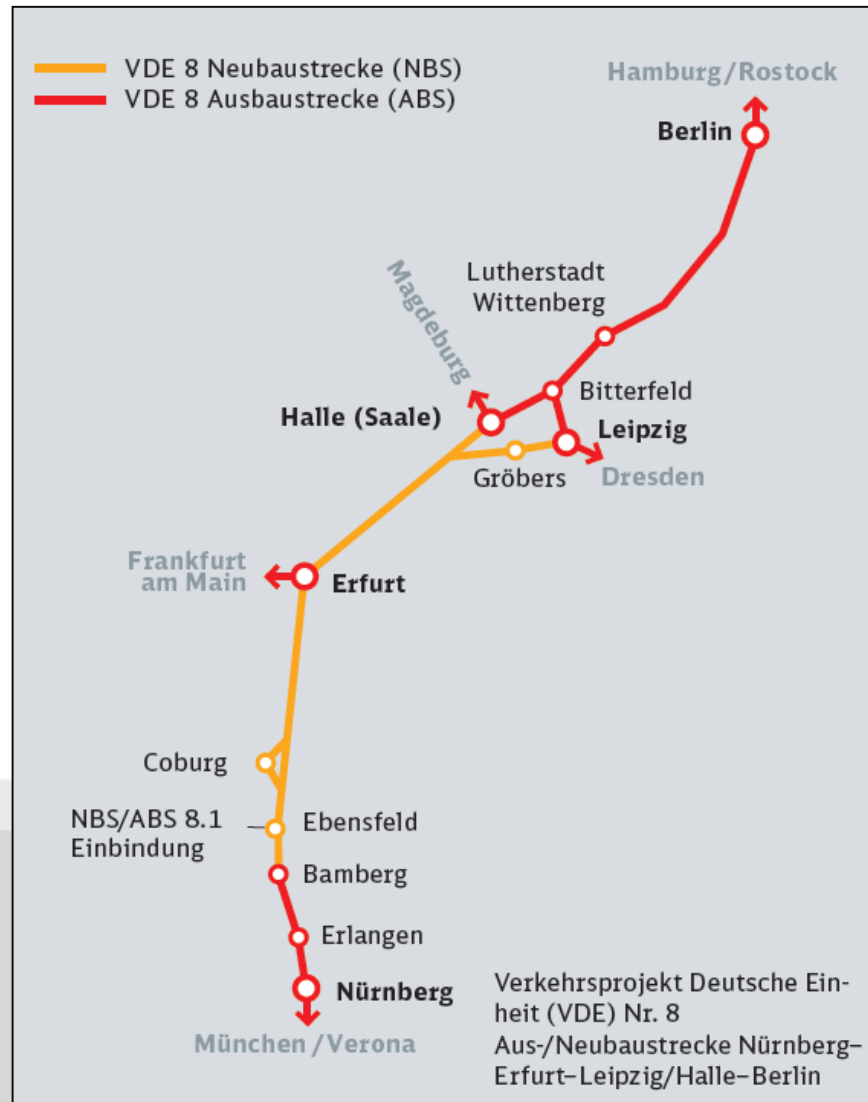 VDE 8 Neubaustrecke (NBS)
VDE 8 Ausbaustrecke (ABS)
Hamburg/Rostock
Berlin
Lutherstadt
Wittenberg
Magdeburg
Bitterfeld
Halle (Saale)
Leipzig
Gröbers
Dresden
Frankfurt
am Main
Erfurt
Coburg
NBS/ABS 8.1
Einbindung
Ebensfeld
Bamberg
Erlangen
Nürnberg
München/Verona
Verkehrsprojekt Deutsche Ein-
heit (VDE) Nr. 8
Aus-/Neubaustrecke Nürnberg–
Erfurt–Leipzig/Halle–Berlin